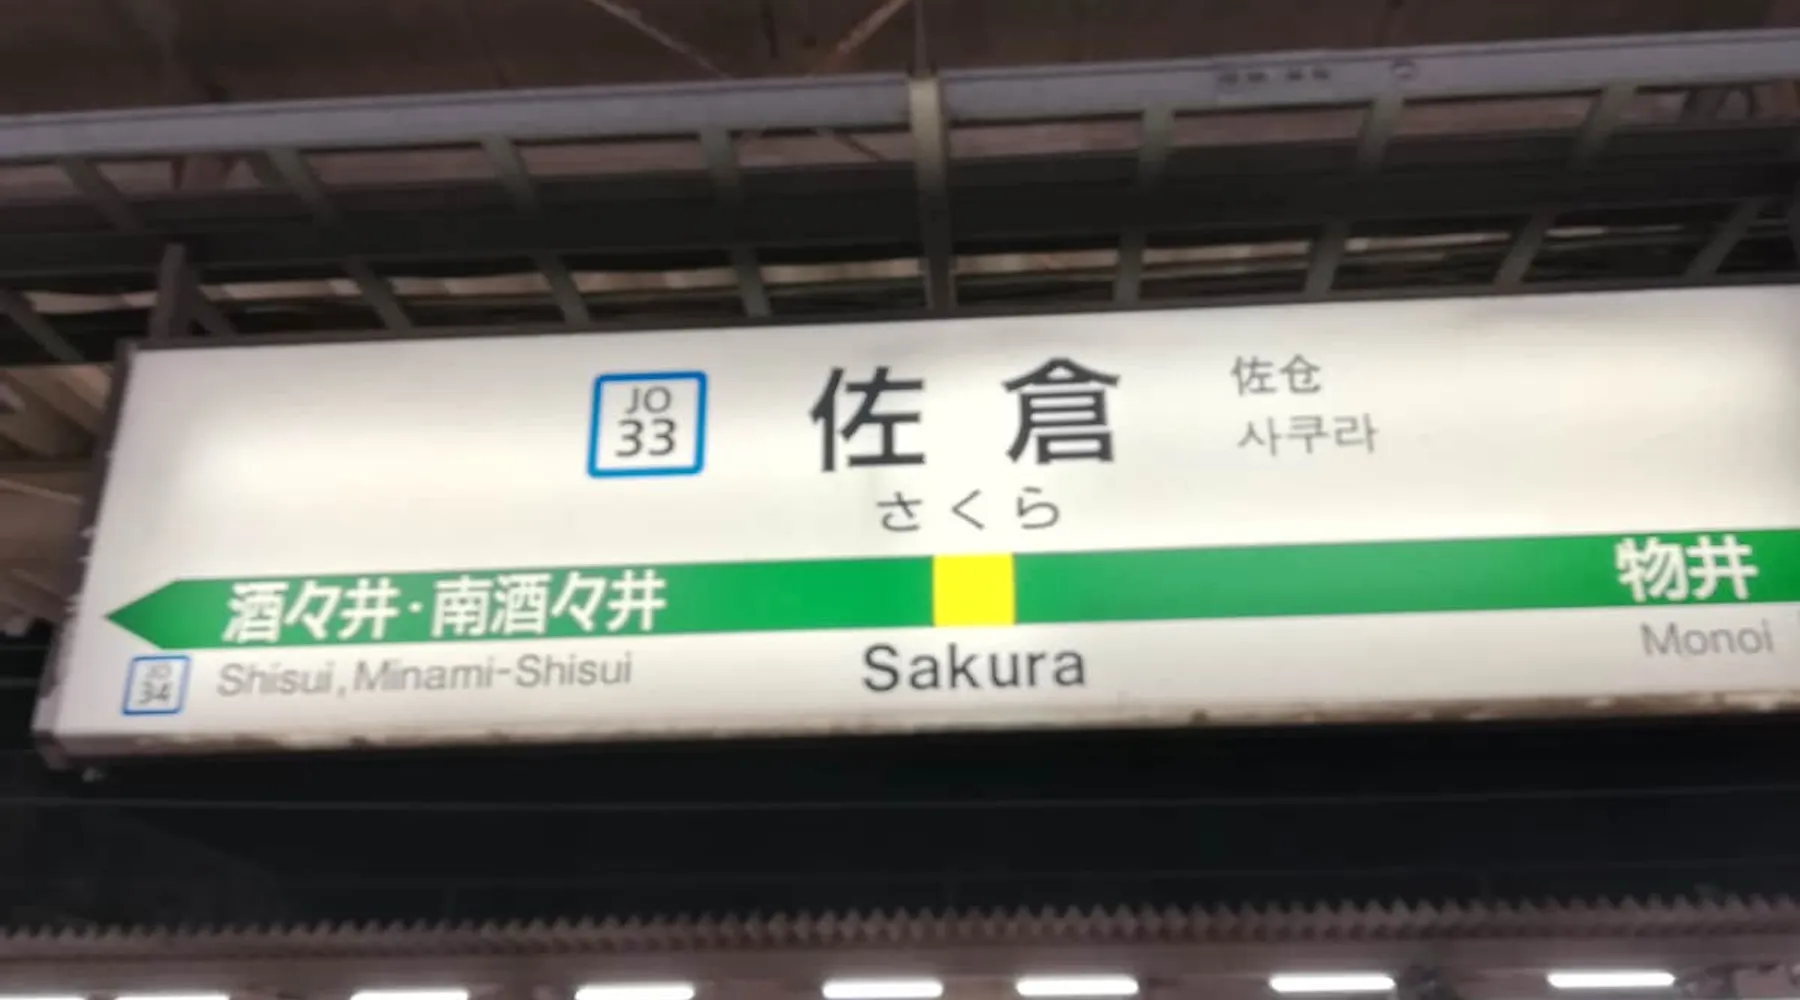 JO
33
佐倉
佐仓
사쿠라
さくら
酒々井・南酒々井
物井
JO
34
Shisui, Minami-Shisui
Sakura
Monoi